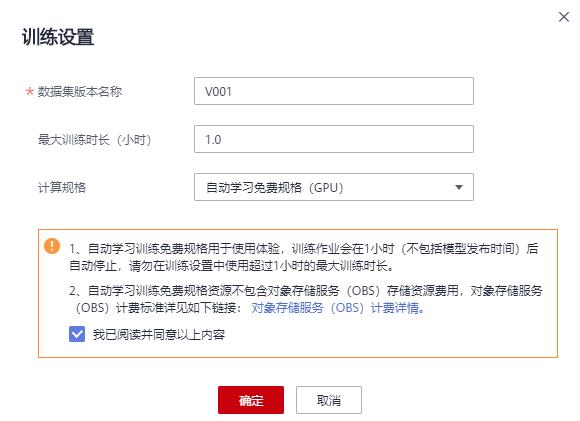 训练设置
* 数据集版本名称 V001
最大训练时长（小时） 1.0
计算规格 自动学习免费规格（GPU）
1、自动学习训练免费规格用于使用体验，训练作业会在1小时（不包括模型发布时间）后
自动停止，请勿在训练设置中使用超过1小时的最大训练时长。
2、自动学习训练免费规格资源不包含对象存储服务（OBS）存储资源费用，对象存储服务
（OBS）计费标准详见如下链接： 对象存储服务（OBS）计费详情。
我已阅读并同意以上内容
确定 取消